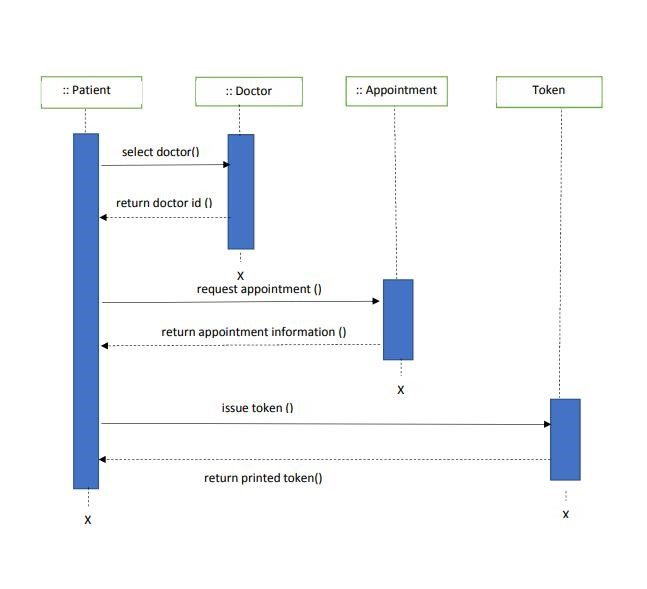 :: Patient
:: Doctor
:: Appointment
Token
select doctor()
return doctor id ()
X
request appointment ()
return appointment information ()
X
issue token ()
return printed token()
X
X